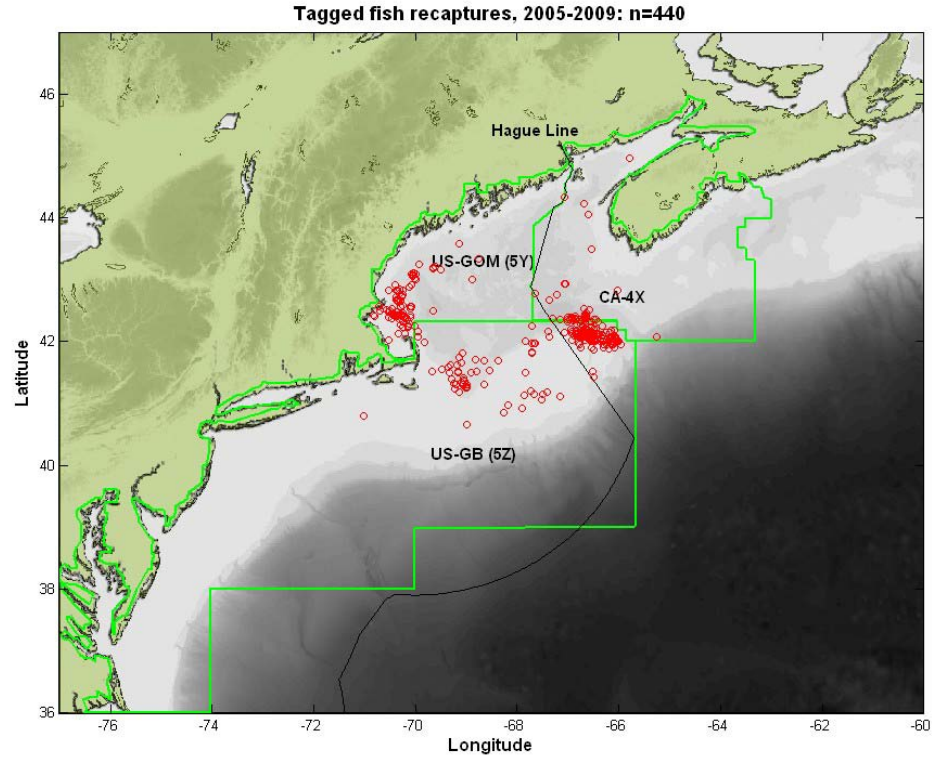 Tagged fish recaptures, 2005-2009: n=440
46
Hague Line
44
US-GOM (5Y)
CA-4X
42
Latitude
US-GB (5Z)
40
38
36
-76
-74
-72
-70
-68
-66
-64
-62
-60
Longitude